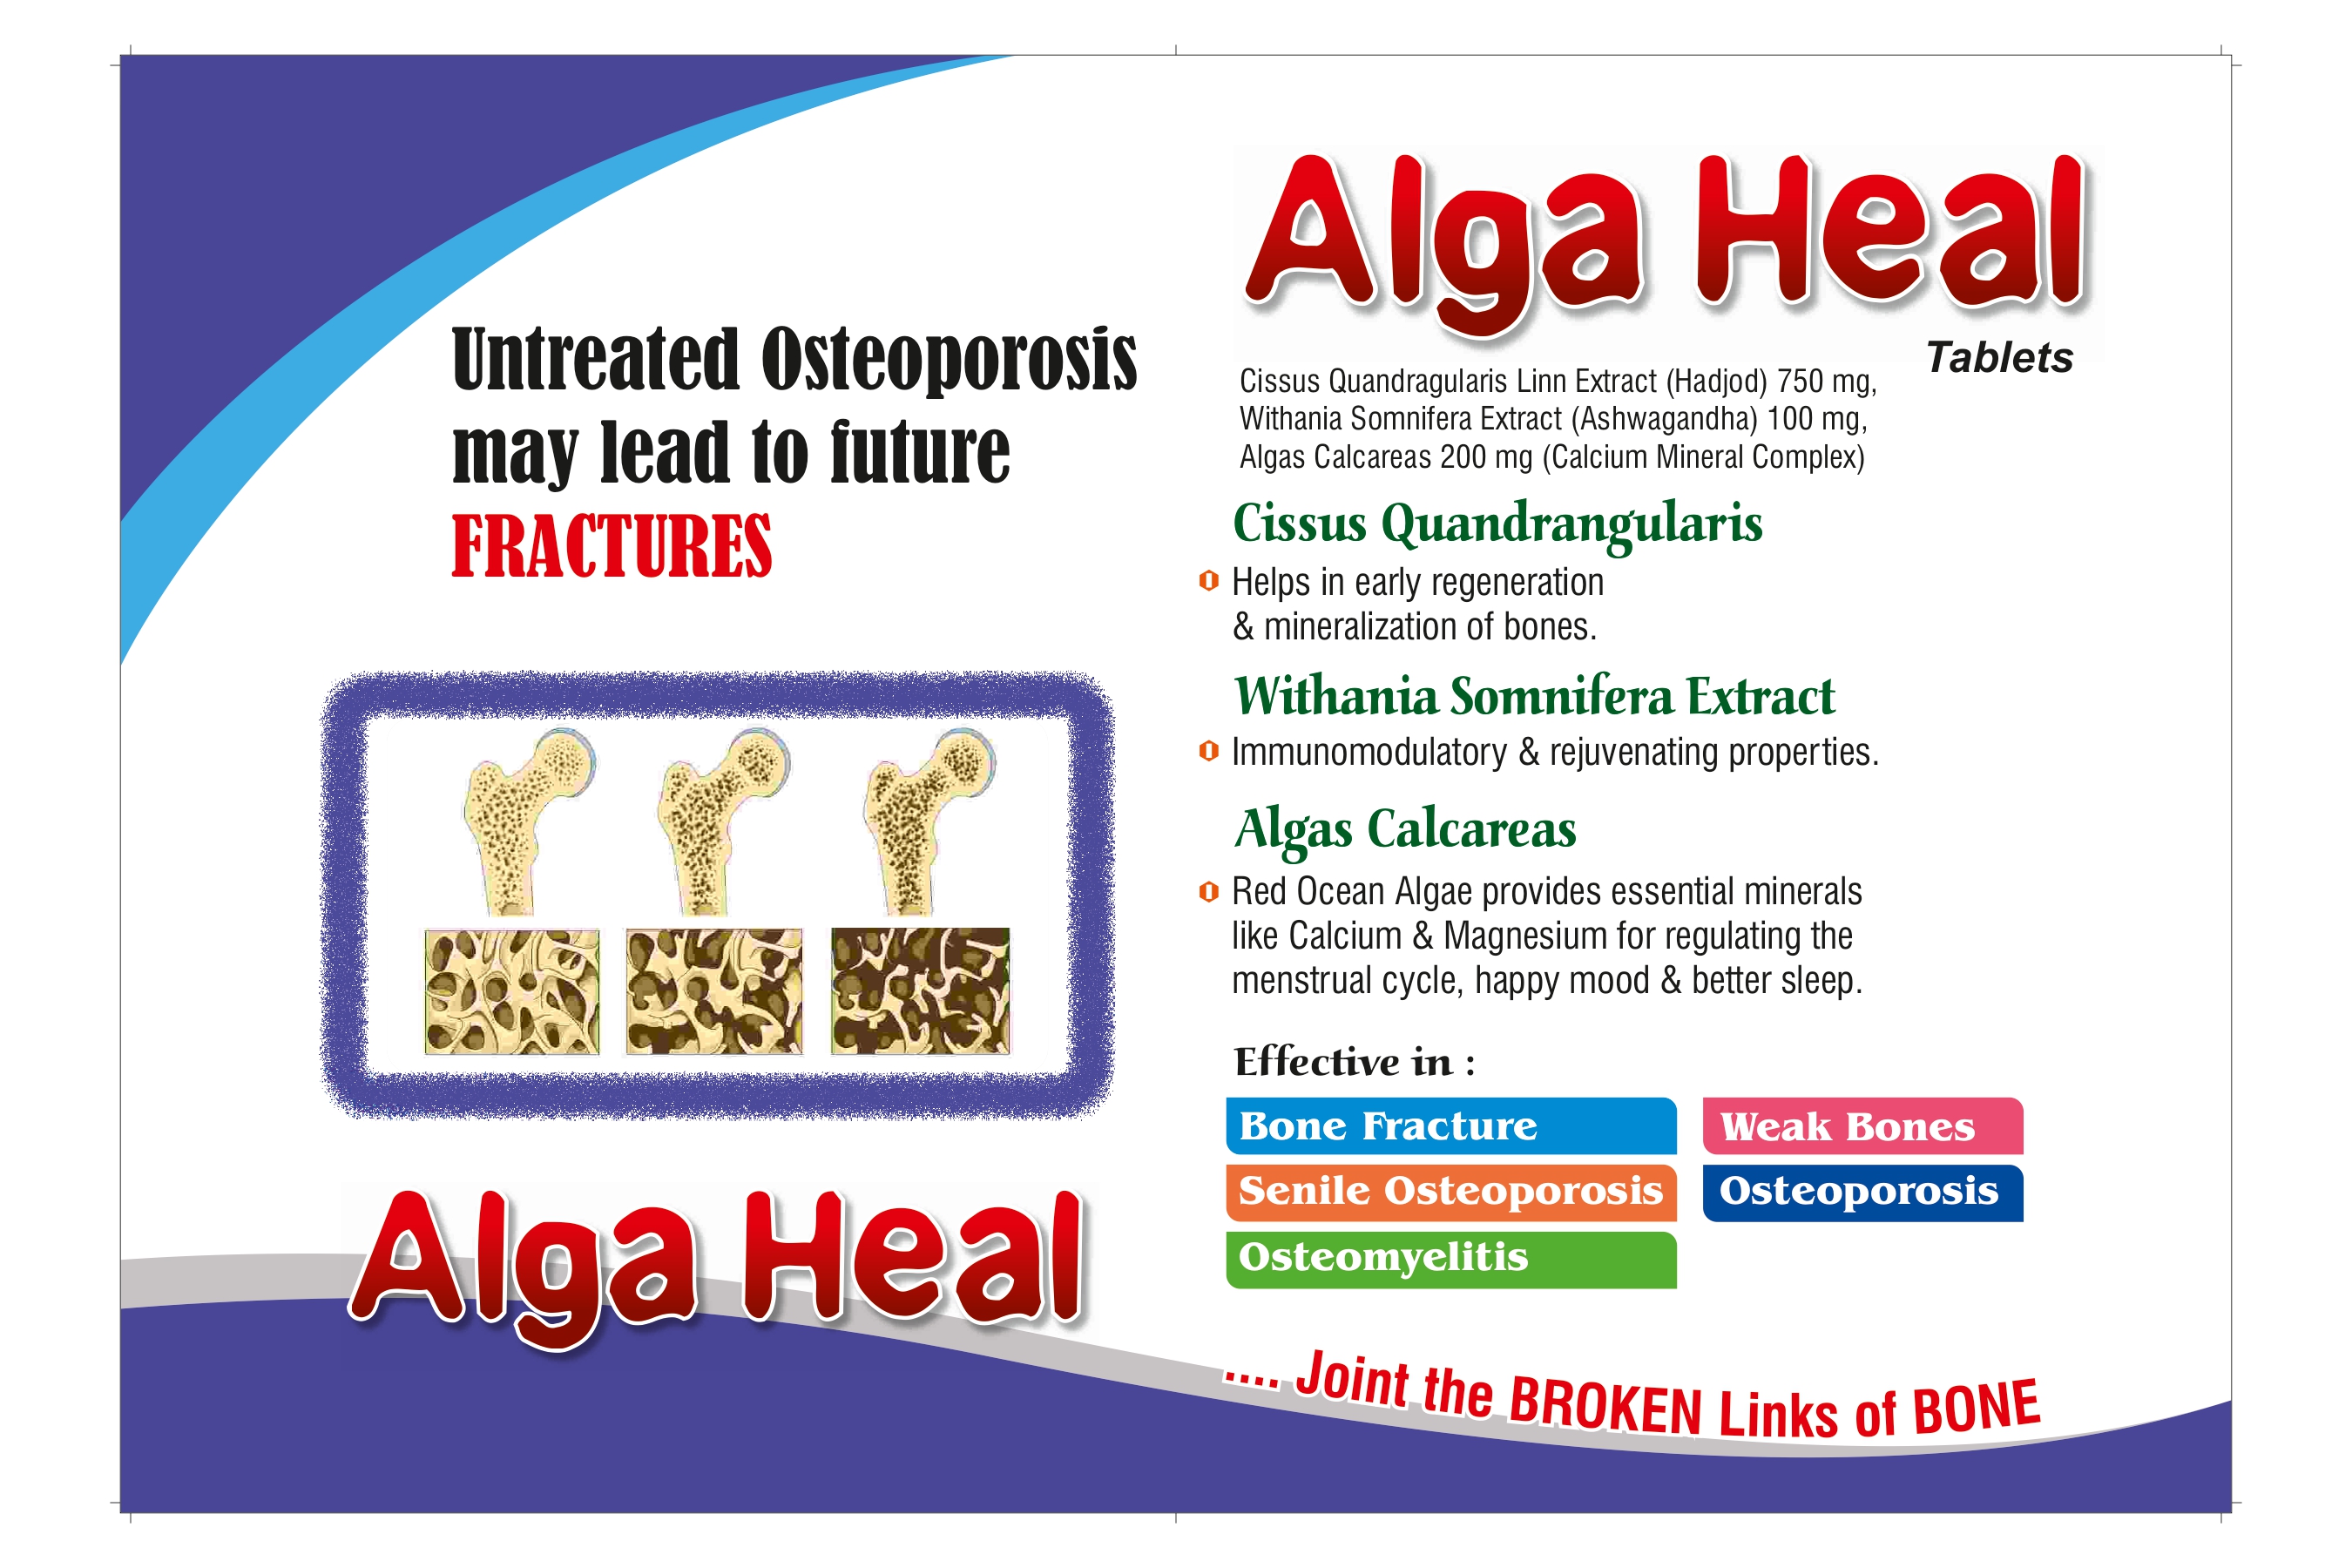 Untreated Osteoporosis
may lead to future
FRACTURES
Alga Heal
Alga Heal
Tablets
Cissus Quandragularis Linn Extract (Hadjod) 750 mg,
Withania Somnifera Extract (Ashwagandha) 100 mg,
Algas Calcareas 200 mg (Calcium Mineral Complex)
Cissus Quandrangularis
Helps in early regeneration
& mineralization of bones.
Withania Somnifera Extract
Immunomodulatory & rejuvenating properties.
Algas Calcareas
Red Ocean Algae provides essential minerals
like Calcium & Magnesium for regulating the
menstrual cycle, happy mood & better sleep.
Effective in :
Bone Fracture
Weak Bones
Senile Osteoporosis
Osteoporosis
Osteomyelitis
.... Joint the BROKEN Links of BONE